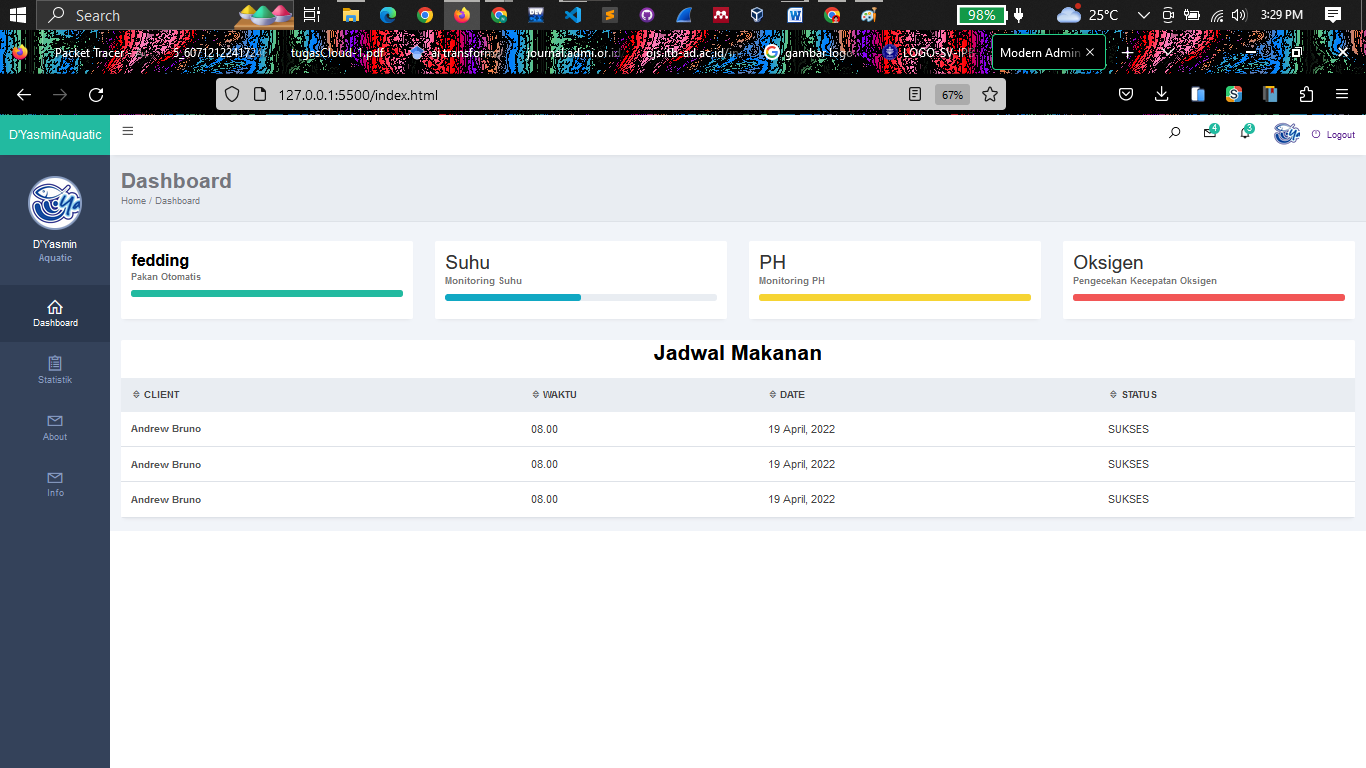 Search
98%
25°C
3:29 PM
Packet Tracer
5_60712122417
tugasCloud-1.pdf
aj transform
journal.admi.or.id
ojs.itb-ad.ac.id/
gambar logo
LOGO-SV-IP
Modern Admin
127.0.0.1:5500/index.html
67%
D'YasminAquatic
4
3
Logout
Ya
D'Yasmin
Aquatic
Dashboard
Statistik
About
Info
Dashboard
Home / Dashboard
fedding
Pakan Otomatis
Suhu
Monitoring Suhu
PH
Monitoring PH
Oksigen
Pengecekan Kecepatan Oksigen
Jadwal Makanan
CLIENT WAKTU DATE STATUS
Andrew Bruno 08.00 19 April, 2022 SUKSES
Andrew Bruno 08.00 19 April, 2022 SUKSES
Andrew Bruno 08.00 19 April, 2022 SUKSES